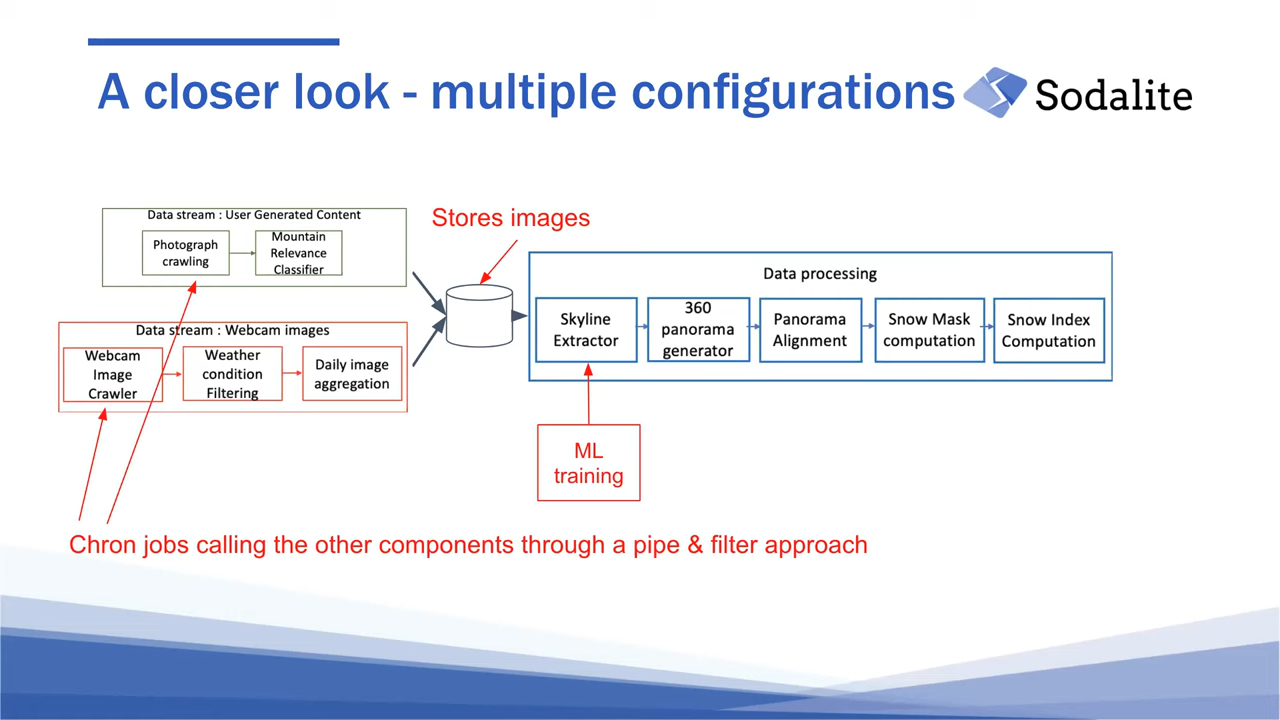 A closer look - multiple configurations
Sodalite
Data stream : User Generated Content
Photograph
crawling
Mountain
Relevance
Classifier
Stores images
Data stream : Webcam images
Webcam
Image
Crawler
Weather
condition
Filtering
Daily image
aggregation
Data processing
Skyline
Extractor
360
panorama
generator
Panorama
Alignment
Snow Mask
computation
Snow Index
Computation
ML
training
Chron jobs calling the other components through a pipe & filter approach